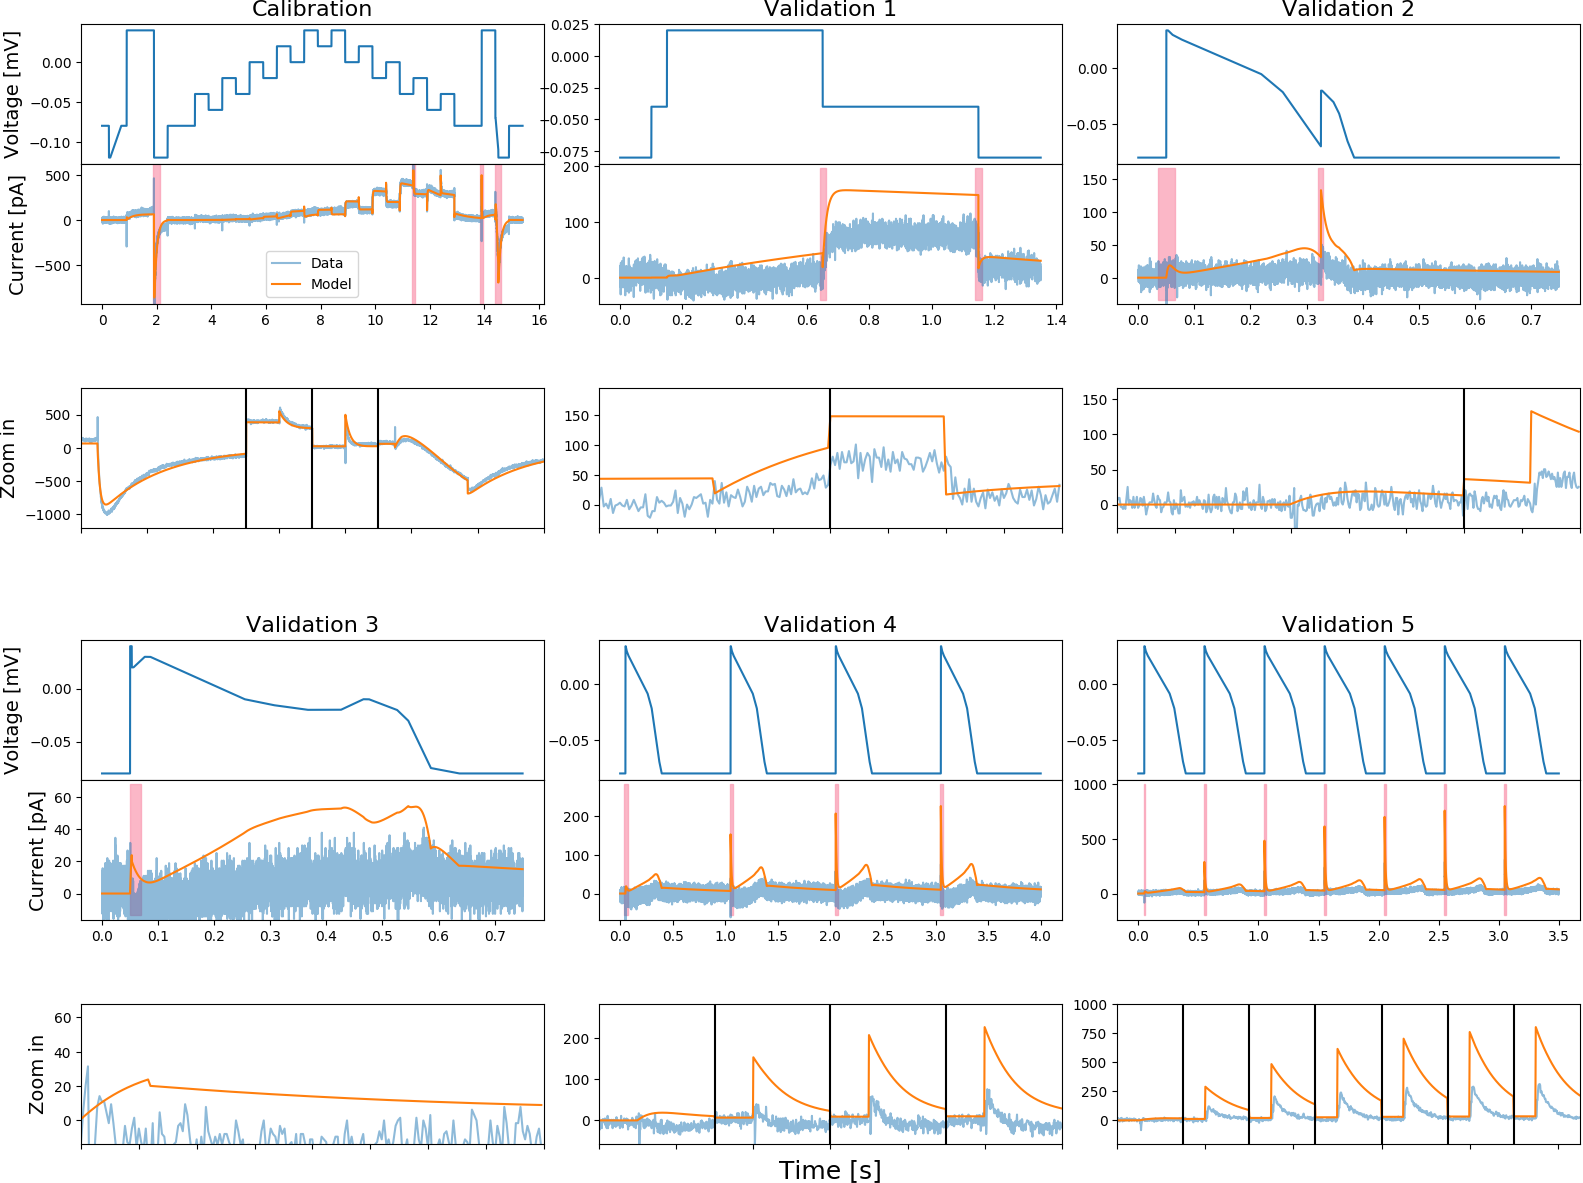 Calibration
Validation 1
Validation 2
Voltage [mV]
0.00
−0.05
−0.10
0.025
0.000
−0.025
−0.050
−0.075
0.00
−0.05
Current [pA]
500
0
−500
Data
Model
0 2 4 6 8 10 12 14 16
200
100
0
0.0 0.2 0.4 0.6 0.8 1.0 1.2 1.4
150
100
50
0
0.0 0.1 0.2 0.3 0.4 0.5 0.6 0.7
Zoom in
500
0
−500
−1000
150
100
50
0
150
100
50
0
Validation 3
Validation 4
Validation 5
Voltage [mV]
0.00
−0.05
0.00
−0.05
0.00
−0.05
Current [pA]
60
40
20
0
0.0 0.1 0.2 0.3 0.4 0.5 0.6 0.7
200
100
0
0.0 0.5 1.0 1.5 2.0 2.5 3.0 3.5 4.0
1000
500
0
0.0 0.5 1.0 1.5 2.0 2.5 3.0 3.5
Zoom in
60
40
20
0
200
100
0
1000
750
500
250
0
Time [s]